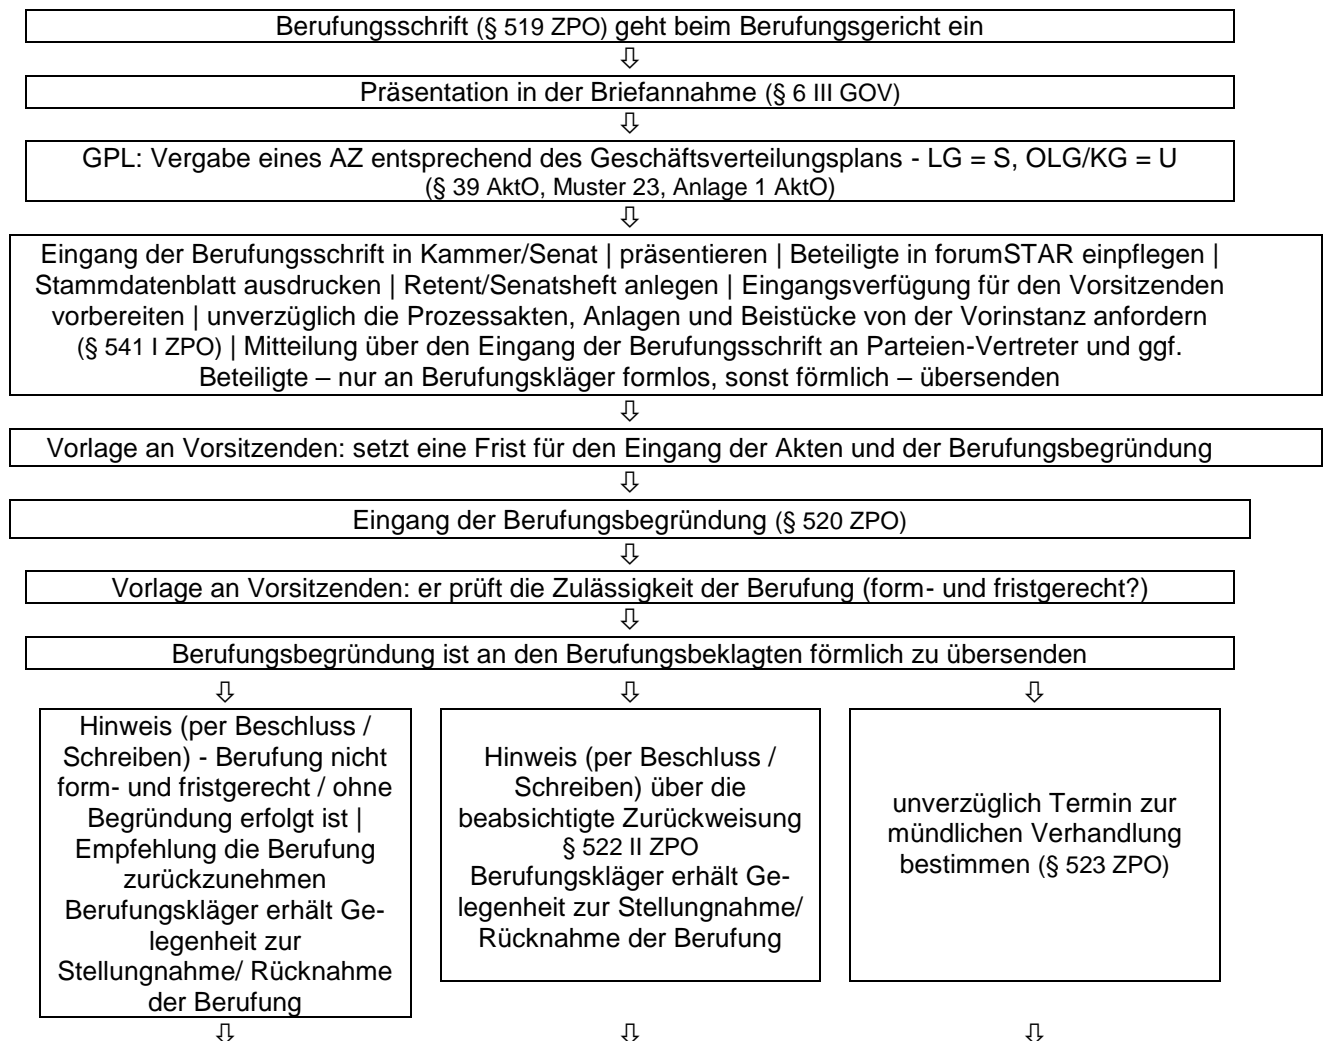 Berufungsschrift (§ 519 ZPO) geht beim Berufungsgericht ein
⇩
Präsentation in der Briefannahme (§ 6 III GOV)
⇩
GPL: Vergabe eines AZ entsprechend des Geschäftsverteilungsplans - LG = S, OLG/KG = U
(§ 39 AktO, Muster 23, Anlage 1 AktO)
⇩
Eingang der Berufungsschrift in Kammer/Senat | präsentieren | Beteiligte in forumSTAR einpflegen |
Stammdatenblatt ausdrucken | Retent/Senatsheft anlegen | Eingangsverfügung für den Vorsitzenden
vorbereiten | unverzüglich die Prozessakten, Anlagen und Beistücke von der Vorinstanz anfordern
(§ 541 I ZPO) | Mitteilung über den Eingang der Berufungsschrift an Parteien-Vertreter und ggf.
Beteiligte – nur an Berufungskläger formlos, sonst förmlich – übersenden
⇩
Vorlage an Vorsitzenden: setzt eine Frist für den Eingang der Akten und der Berufungsbegründung
⇩
Eingang der Berufungsbegründung (§ 520 ZPO)
⇩
Vorlage an Vorsitzenden: er prüft die Zulässigkeit der Berufung (form- und fristgerecht?)
⇩
Berufungsbegründung ist an den Berufungsbeklagten förmlich zu übersenden
⇩ ⇩ ⇩
Hinweis (per Beschluss /
Schreiben) - Berufung nicht
form- und fristgerecht / ohne
Begründung erfolgt ist |
Empfehlung die Berufung
zurückzunehmen
Berufungskläger erhält Ge-
legenheit zur
Stellungnahme/ Rücknahme
der Berufung
Hinweis (per Beschluss /
Schreiben) über die
beabsichtigte Zurückweisung
§ 522 II ZPO
Berufungskläger erhält Ge-
legenheit zur Stellungnahme/
Rücknahme der Berufung
unverzüglich Termin zur
mündlichen Verhandlung
bestimmen (§ 523 ZPO)
⇩ ⇩ ⇩